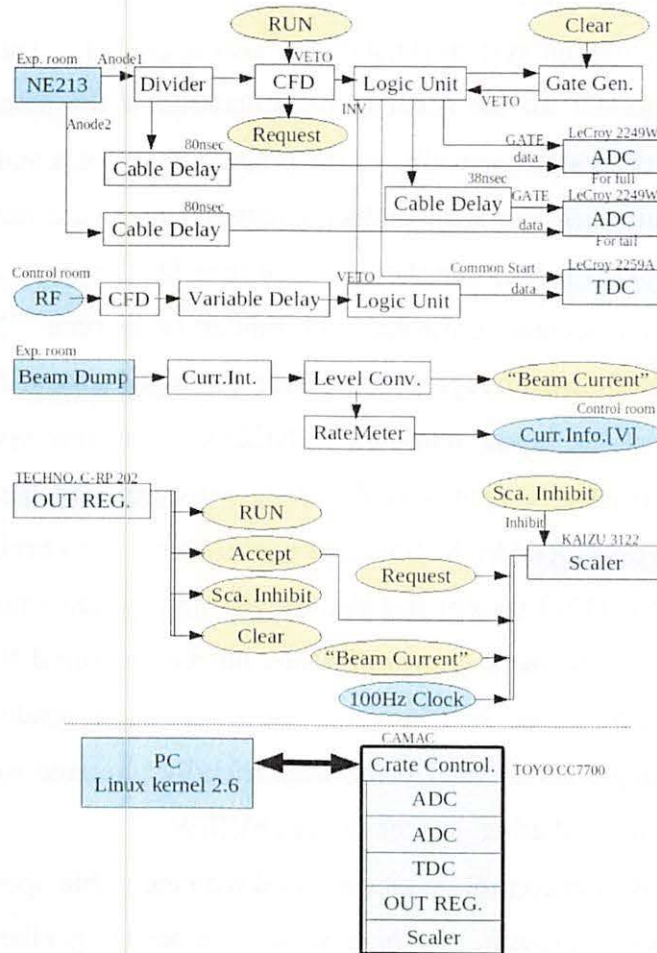 RUN
Clear
Exp. room
Anode1
VETO
NE213
Divider
CFD
Logic Unit
Gate Gen.
INV
VETO
Anode2
Request
80nsec
GATE
LeCroy 2249W
Cable Delay
data
ADC
38nsec
For full
80nsec
Cable Delay
GATE
LeCroy 2249W
Cable Delay
data
ADC
For tail
Control room
VETO
Common Start
LeCroy 2259A
RF
CFD
Variable Delay
Logic Unit
data
TDC
Exp. room
Beam Dump
Curr.Int.
Level Conv.
“Beam Current”
Control room
RateMeter
Curr.Info.[V]
TECHNO. C-RP 202
OUT REG.
Sca. Inhibit
RUN
Inhibit
KAIZU 3122
Accept
Scaler
Request
Sca. Inhibit
Clear
“Beam Current”
100Hz Clock
CAMAC
PC
Linux kernel 2.6
Crate Control.
TOYO CC7700
ADC
ADC
TDC
OUT REG.
Scaler